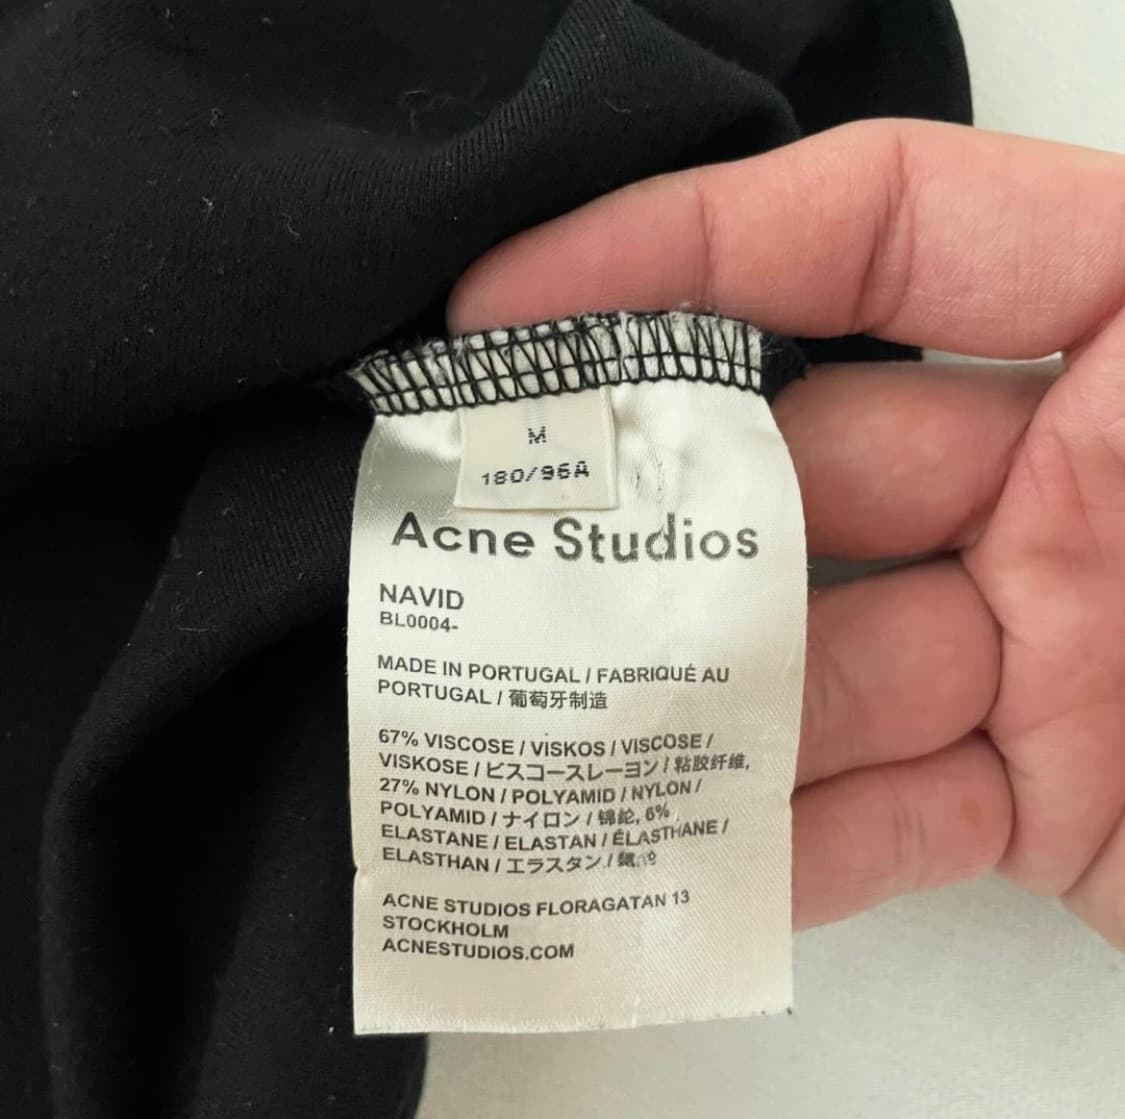 M
180/96A
Acne Studios
NAVID
BL0004-
MADE IN PORTUGAL / FABRIQUÉ AU
PORTUGAL / 葡萄牙制造
67% VISCOSE / VISKOS / VISCOSE /
VISKOSE / ビスコースレーヨン / 粘胶纤维,
27% NYLON / POLYAMID / NYLON /
POLYAMID / ナイロン / 锦纶, 6%
ELASTANE / ELASTAN / ÉLASTHANE /
ELASTHAN / エラスタン /
ACNE STUDIOS FLORAGATAN 13
STOCKHOLM
ACNESTUDIOS.COM